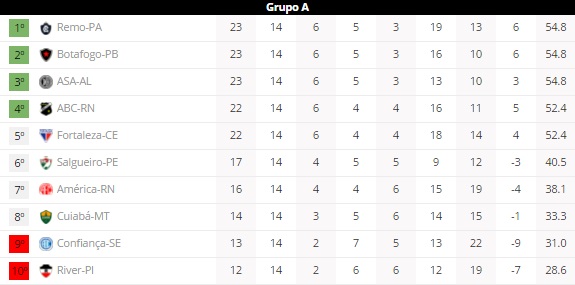 Grupo A
1º Remo-PA 23 14 6 5 3 19 13 6 54.8
2º Botafogo-PB 23 14 6 5 3 16 10 6 54.8
3º ASA-AL 23 14 6 5 3 13 10 3 54.8
4º ABC-RN 22 14 6 4 4 16 11 5 52.4
5º Fortaleza-CE 22 14 6 4 4 18 14 4 52.4
6º Salgueiro-PE 17 14 4 5 5 9 12 -3 40.5
7º América-RN 16 14 4 4 6 15 19 -4 38.1
8º Cuiabá-MT 14 14 3 5 6 14 15 -1 33.3
9º Confiança-SE 13 14 2 7 5 13 22 -9 31.0
10º River-PI 12 14 2 6 6 12 19 -7 28.6